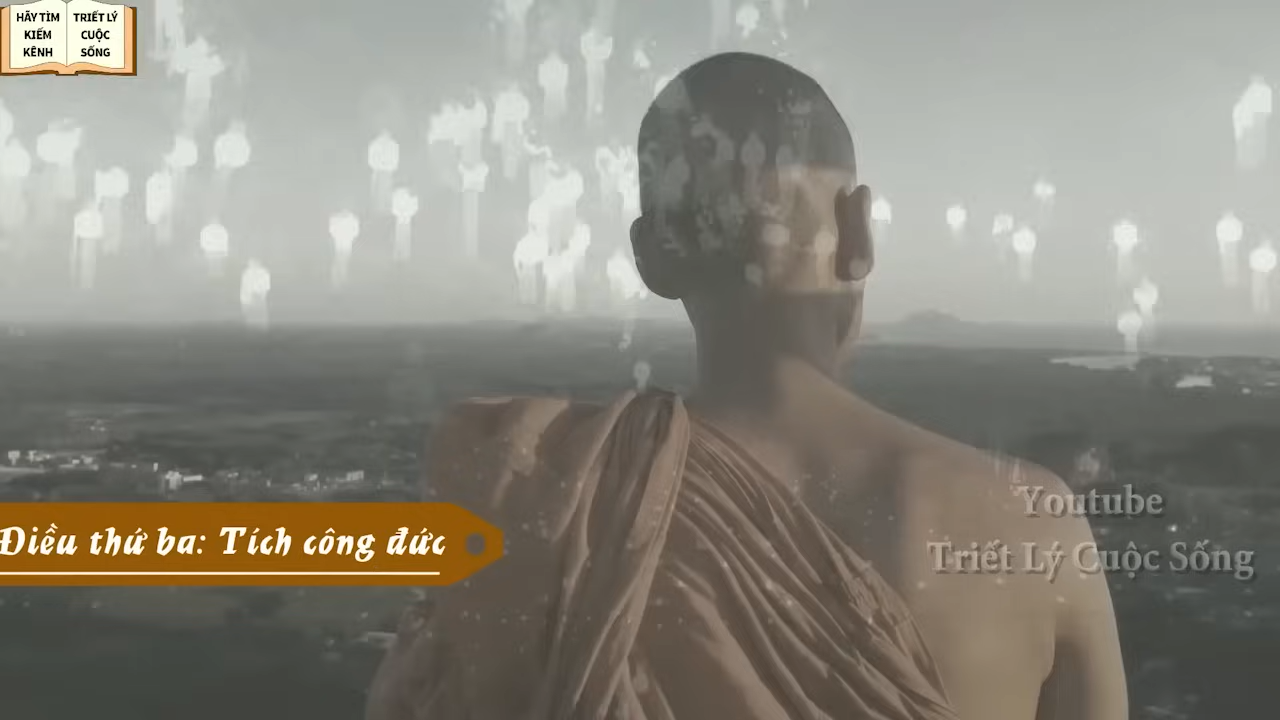 HÃY TÌM
KIẾM
KÊNH
TRIẾT LÝ
CUỘC
SỐNG
Điều thứ ba: Tích công đức
Youtube
Triết Lý Cuộc Sống